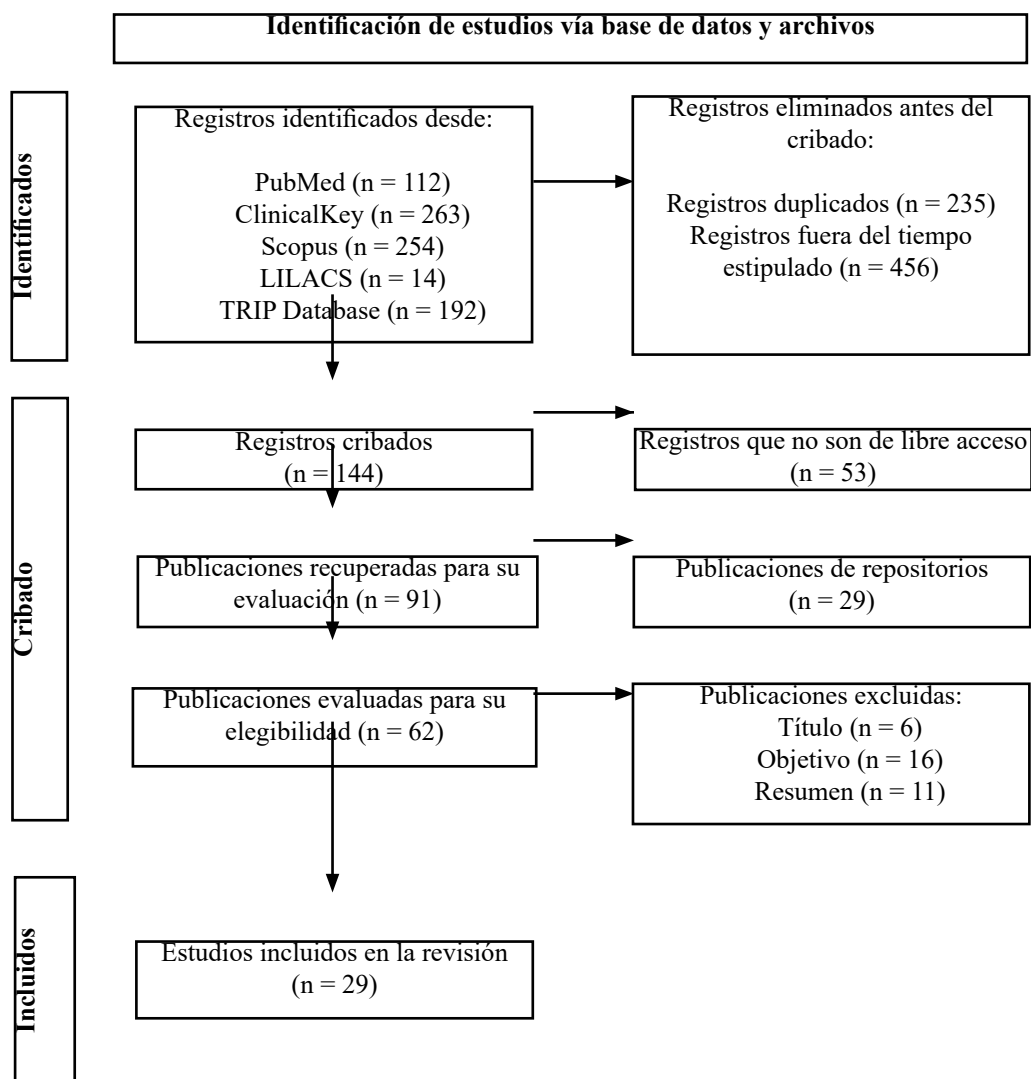 Identificación de estudios vía base de datos y archivos
Identificados
Registros identificados desde:
PubMed (n = 112)
ClinicalKey (n = 263)
Scopus (n = 254)
LILACS (n = 14)
TRIP Database (n = 192)
Registros eliminados antes del
cribado:
Registros duplicados (n = 235)
Registros fuera del tiempo
estipulado (n = 456)
Cribado
Registros cribados
(n = 144)
Registros que no son de libre acceso
(n = 53)
Publicaciones recuperadas para su
evaluación (n = 91)
Publicaciones de repositorios
(n = 29)
Publicaciones evaluadas para su
elegibilidad (n = 62)
Publicaciones excluidas:
Título (n = 6)
Objetivo (n = 16)
Resumen (n = 11)
Incluidos
Estudios incluidos en la revisión
(n = 29)